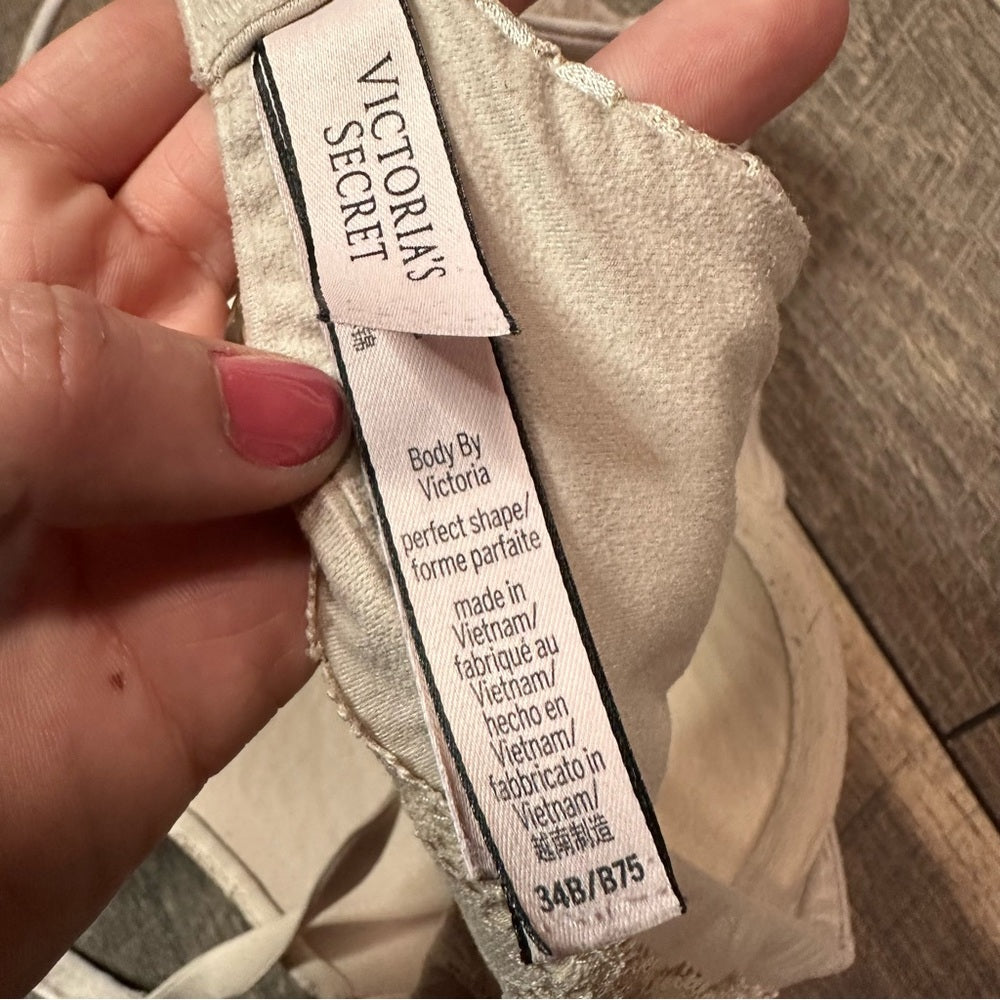 VICTORIA'S
SECRET
Body By
Victoria
perfect shape/
forme parfaite
made in
Vietnam/
fabriqué au
Vietnam/
hecho en
Vietnam/
fabbricato in
Vietnam/
越南制造
34B/B75